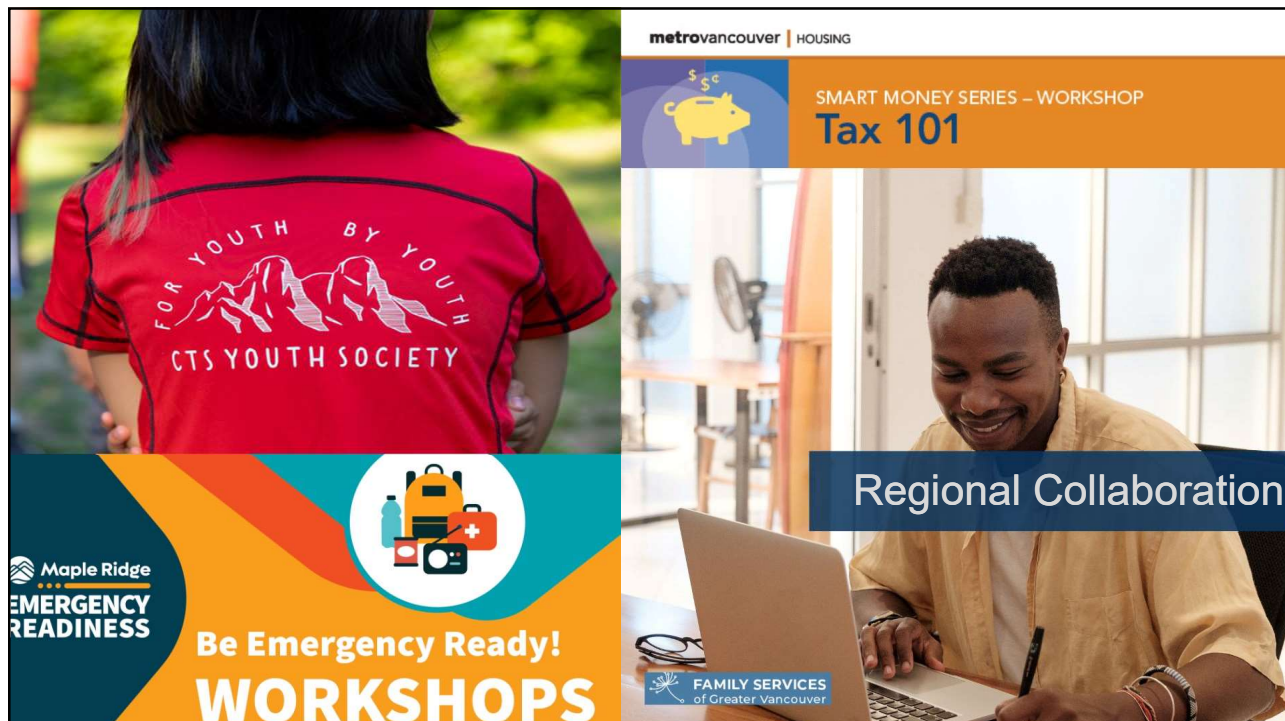 FOR YOUTH BY YOUTH
CTS YOUTH SOCIETY
metrovancouver | HOUSING
$ $ ¢
SMART MONEY SERIES – WORKSHOP
Tax 101
Regional Collaboration
FAMILY SERVICES
of Greater Vancouver
Maple Ridge
EMERGENCY
READINESS
Be Emergency Ready!
WORKSHOPS